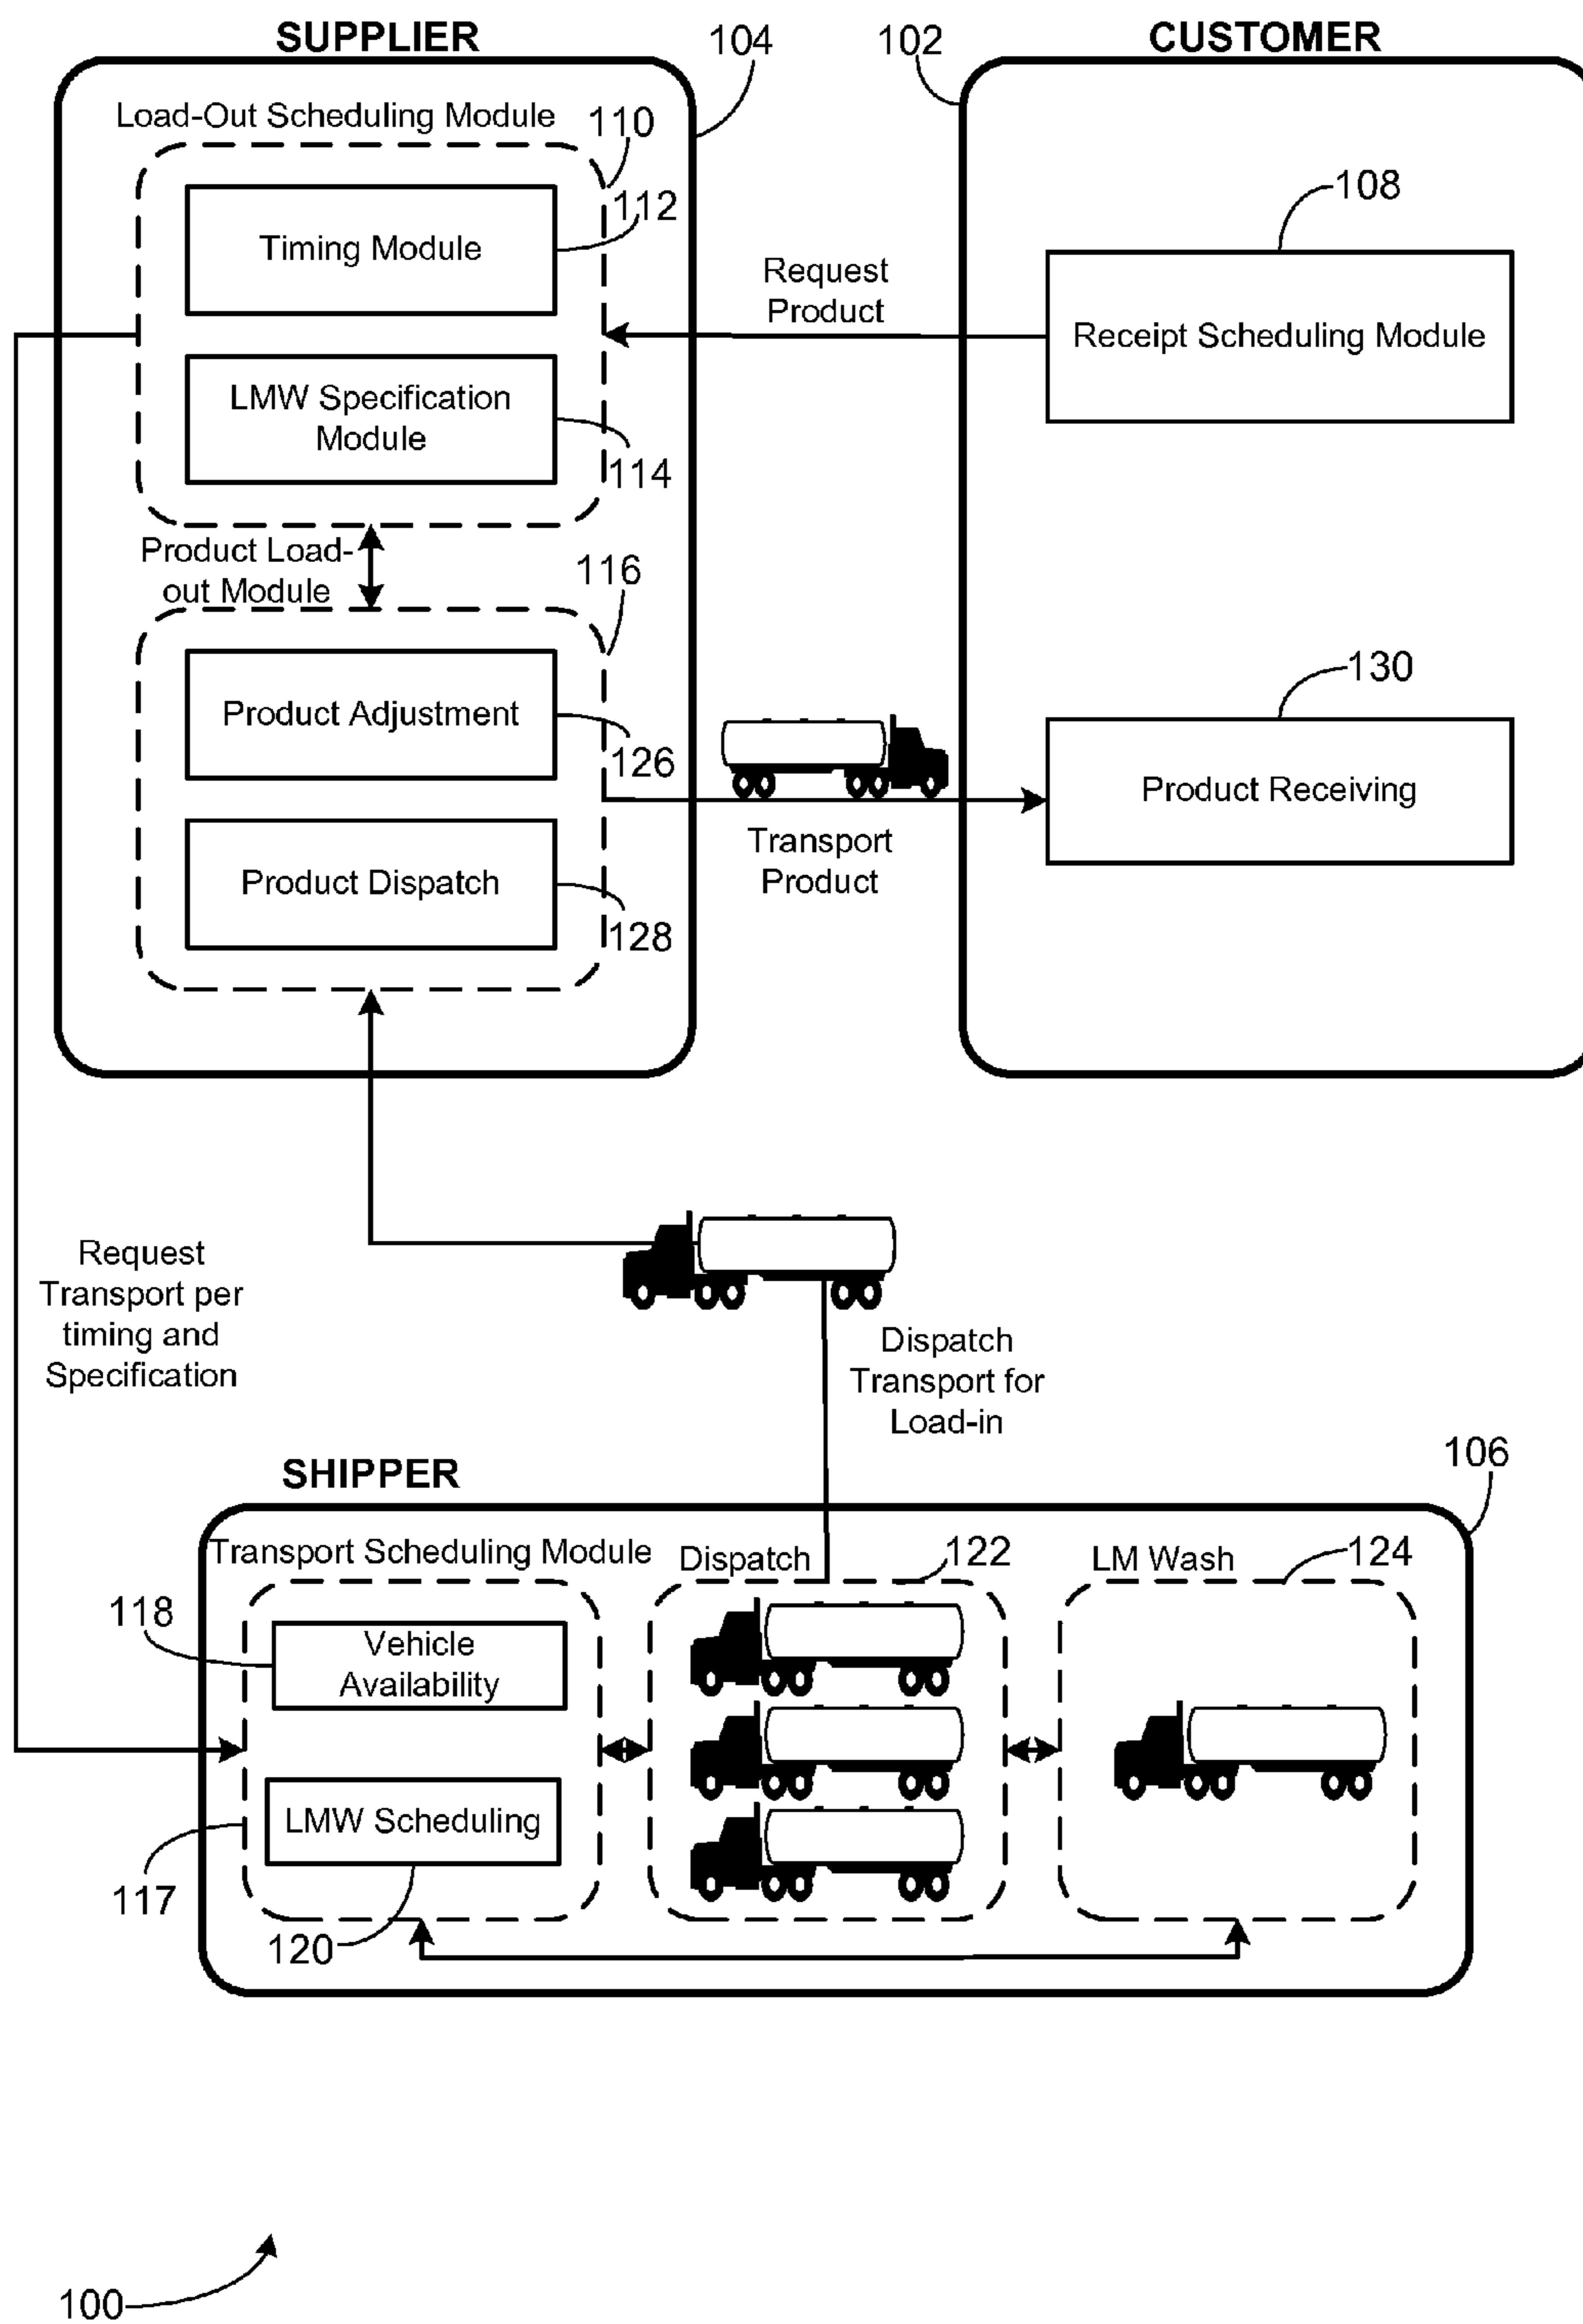 SUPPLIER
104
102
CUSTOMER
Load-Out Scheduling Module
110
112
Timing Module
108
Request
Product
Receipt Scheduling Module
LMW Specification
Module
114
Product Load-
out Module
116
Product Adjustment
126
130
Product Receiving
Transport
Product
Product Dispatch
128
Request
Transport per
timing and
Specification
Dispatch
Transport for
Load-in
SHIPPER
106
Transport Scheduling Module
Dispatch
122
LM Wash
124
118
Vehicle
Availability
LMW Scheduling
117
120
100